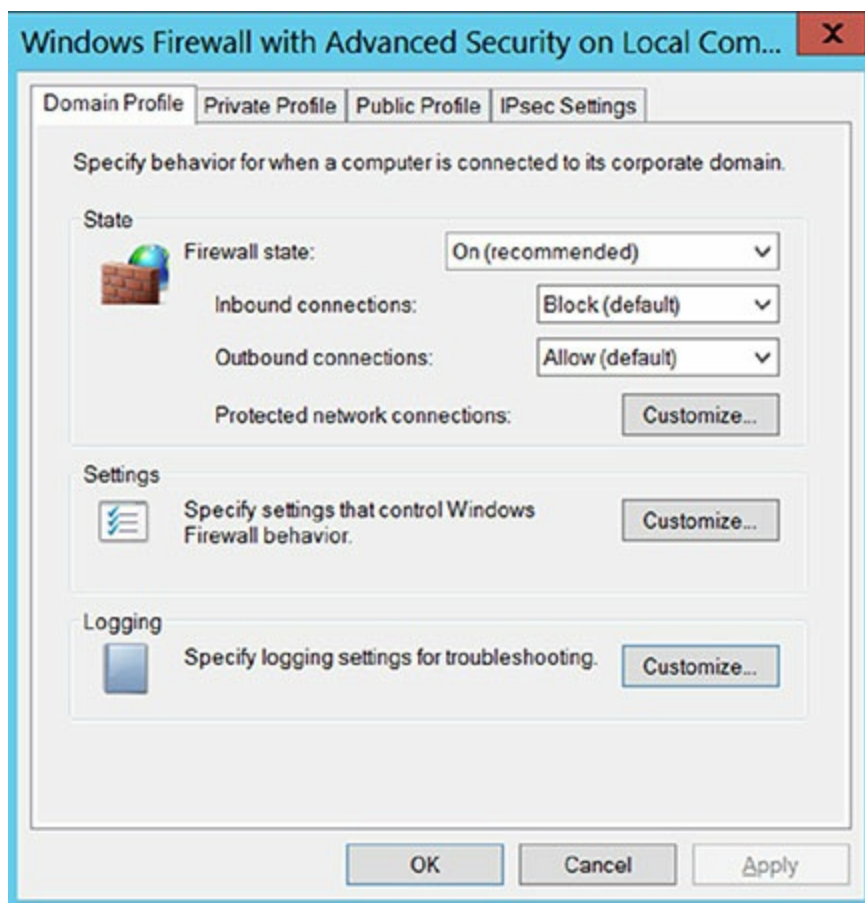 Windows Firewall with Advanced Security on Local Com...
X
Domain Profile Private Profile Public Profile IPsec Settings
Specify behavior for when a computer is connected to its corporate domain.
State
Firewall state: On (recommended)
Inbound connections: Block (default)
Outbound connections: Allow (default)
Protected network connections: Customize...
Settings
Specify settings that control Windows
Firewall behavior.
Customize...
Logging
Specify logging settings for troubleshooting. Customize...
OK Cancel Apply